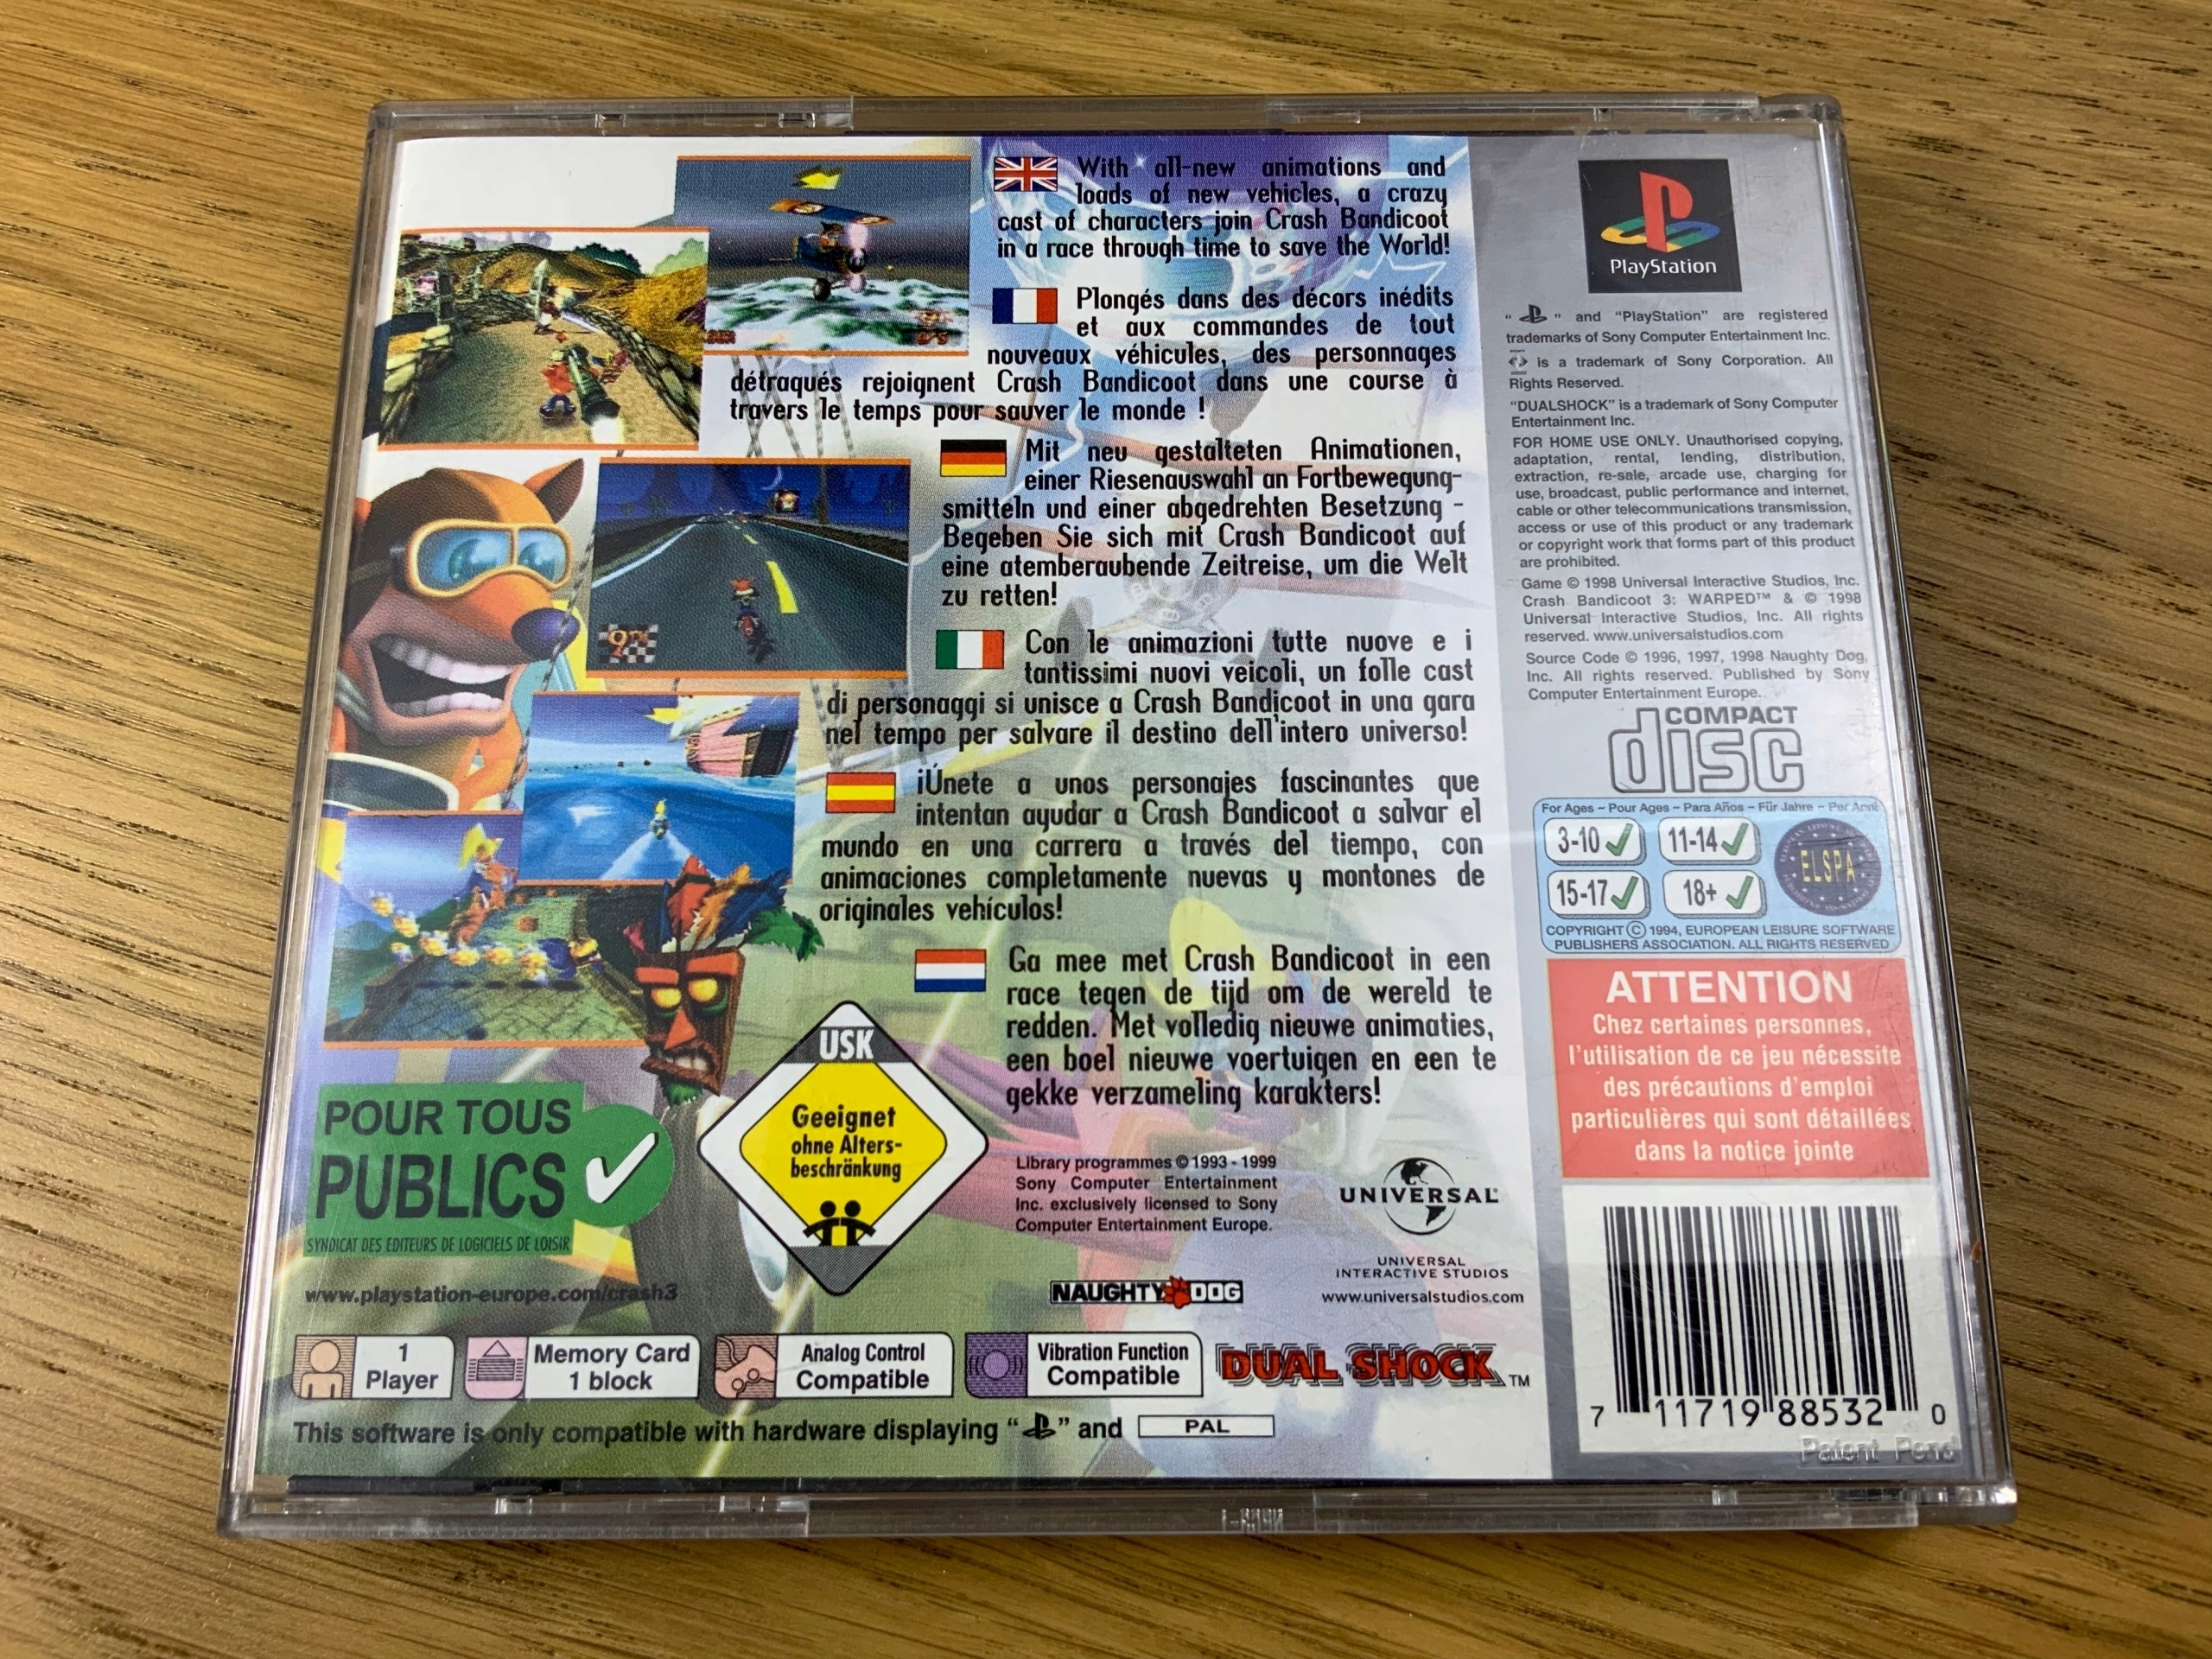 With all-new animations and
loads of new vehicles, a crazy
cast of characters join Crash Bandicoot
in a race through time to save the World!
Plongés dans des décors inédits
et aux commandes de tout
nouveaux véhicules, des personnages
détraqués rejoignent Crash Bandicoot dans une course à
travers le temps pour sauver le monde !
Mit neu gestalteten Animationen,
einer Riesenauswahl an Fortbewegung-
smitteln und einer abgedrehten Besetzung -
Begeben Sie sich mit Crash Bandicoot auf
eine atemberaubende Zeitreise, um die Welt
zu retten!
9TH
Con le animazioni tutte nuove e i
tantissimi nuovi veicoli, un folle cast
di personaggi si unisce a Crash Bandicoot in una gara
nel tempo per salvare il destino dell'intero universo!
¡Únete a unos personajes fascinantes que
intentan ayudar a Crash Bandicoot a salvar el
mundo en una carrera a través del tiempo, con
animaciones completamente nuevas y montones de
originales vehículos!
Ga mee met Crash Bandicoot in een
race tegen de tijd om de wereld te
redden. Met volledig nieuwe animaties,
een boel nieuwe voertuigen en een te
gekke verzameling karakters!
POUR TOUS
PUBLICS
SYNDICAT DES EDITEURS DE LOGICIELS DE LOISIR
USK
Geeignet
ohne Alters-
beschränkung
Library programmes © 1993 - 1999
Sony Computer Entertainment
Inc. exclusively licensed to Sony
Computer Entertainment Europe.
UNIVERSAL
UNIVERSAL
INTERACTIVE STUDIOS
www.universalstudios.com
www.playstation-europe.com/crash3
NAUGHTY DOG
1
Player
Memory Card
1 block
Analog Control
Compatible
Vibration Function
Compatible
DUAL SHOCK™
This software is only compatible with hardware displaying " " and PAL
PlayStation
" " and "PlayStation" are registered
trademarks of Sony Computer Entertainment Inc.
is a trademark of Sony Corporation. All
Rights Reserved.
"DUALSHOCK" is a trademark of Sony Computer
Entertainment Inc.
FOR HOME USE ONLY. Unauthorised copying,
adaptation, rental, lending, distribution,
extraction, re-sale, arcade use, charging for
use, broadcast, public performance and internet,
cable or other telecommunications transmission,
access or use of this product or any trademark
or copyright work that forms part of this product
are prohibited.
Game © 1998 Universal Interactive Studios, Inc.
Crash Bandicoot 3: WARPED™ & © 1998
Universal Interactive Studios, Inc. All rights
reserved. www.universalstudios.com
Source Code © 1996, 1997, 1998 Naughty Dog,
Inc. All rights reserved. Published by Sony
Computer Entertainment Europe.
COMPACT
disc
For Ages – Pour Ages – Para Años – Für Jahre – Per Anni
3-10 11-14
15-17 18+
ELSPA
COPYRIGHT © 1994, EUROPEAN LEISURE SOFTWARE
PUBLISHERS ASSOCIATION. ALL RIGHTS RESERVED
ATTENTION
Chez certaines personnes,
l'utilisation de ce jeu nécessite
des précautions d'emploi
particulières qui sont détaillées
dans la notice jointe
7 11719 88532 0
Patent Pend